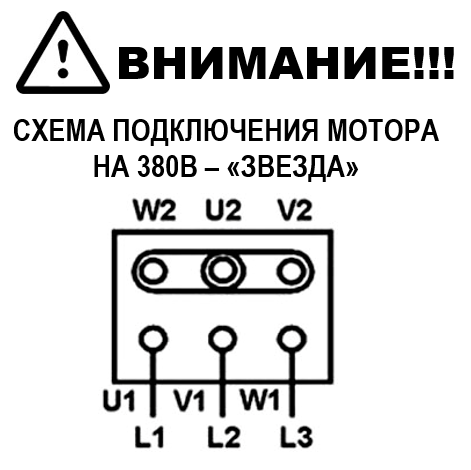 ВНИМАНИЕ!!!
СХЕМА ПОДКЛЮЧЕНИЯ МОТОРА
НА 380В – «ЗВЕЗДА»
W2 U2 V2
U1 V1 W1
L1 L2 L3